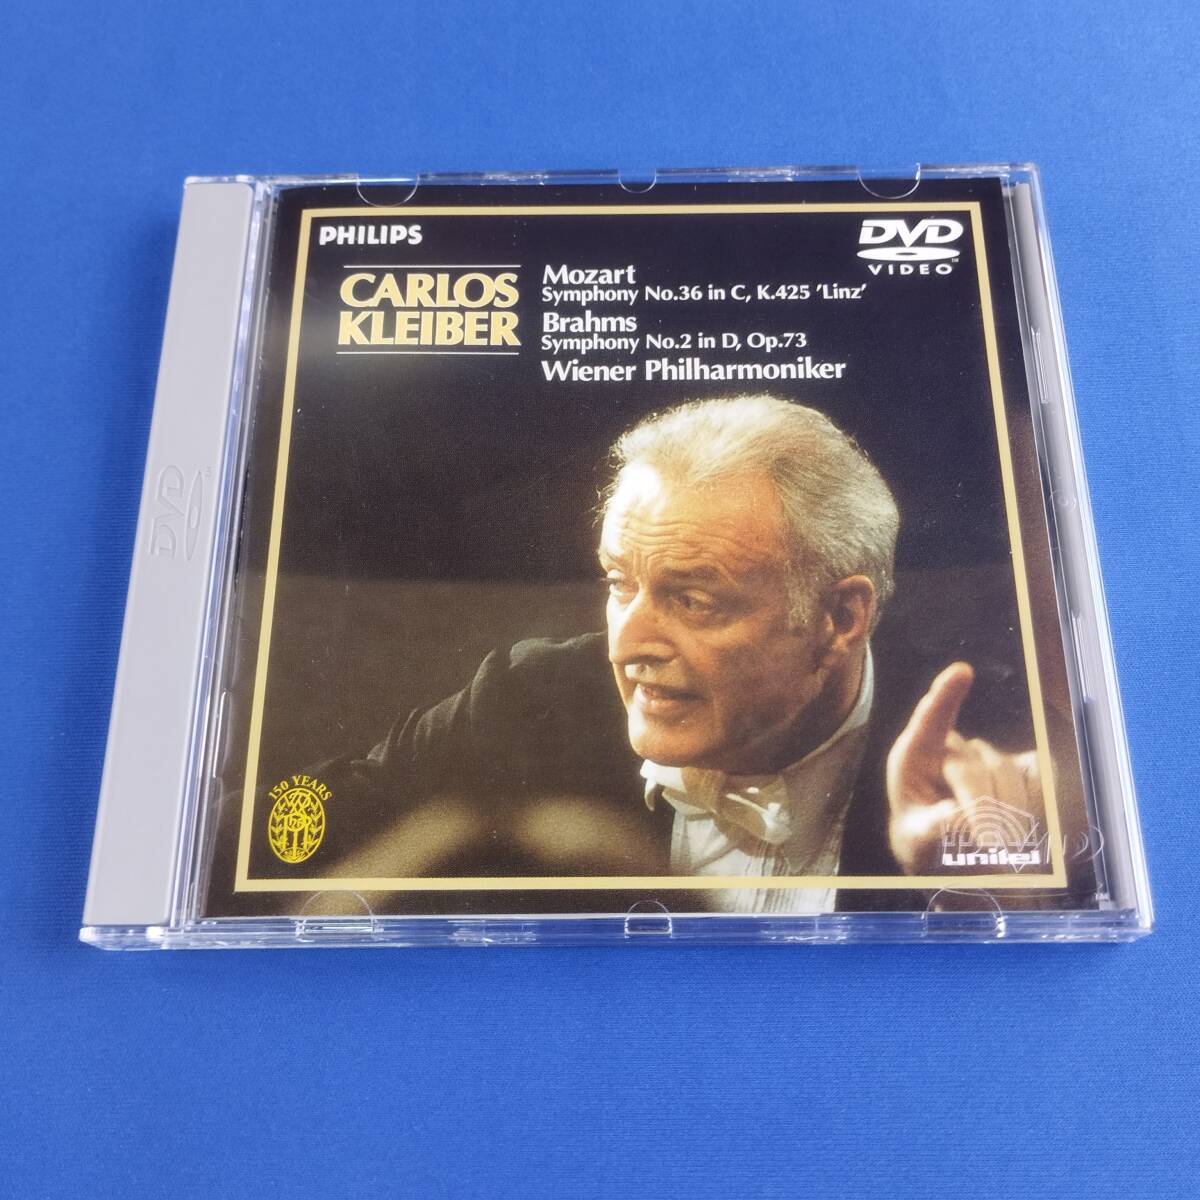 PHILIPS
DVD
VIDEO
CARLOS
KLEIBER
Mozart
Symphony No.36 in C, K.425 'Linz'
Brahms
Symphony No.2 in D, Op.73
Wiener Philharmoniker
DVD
150 YEARS
unitel